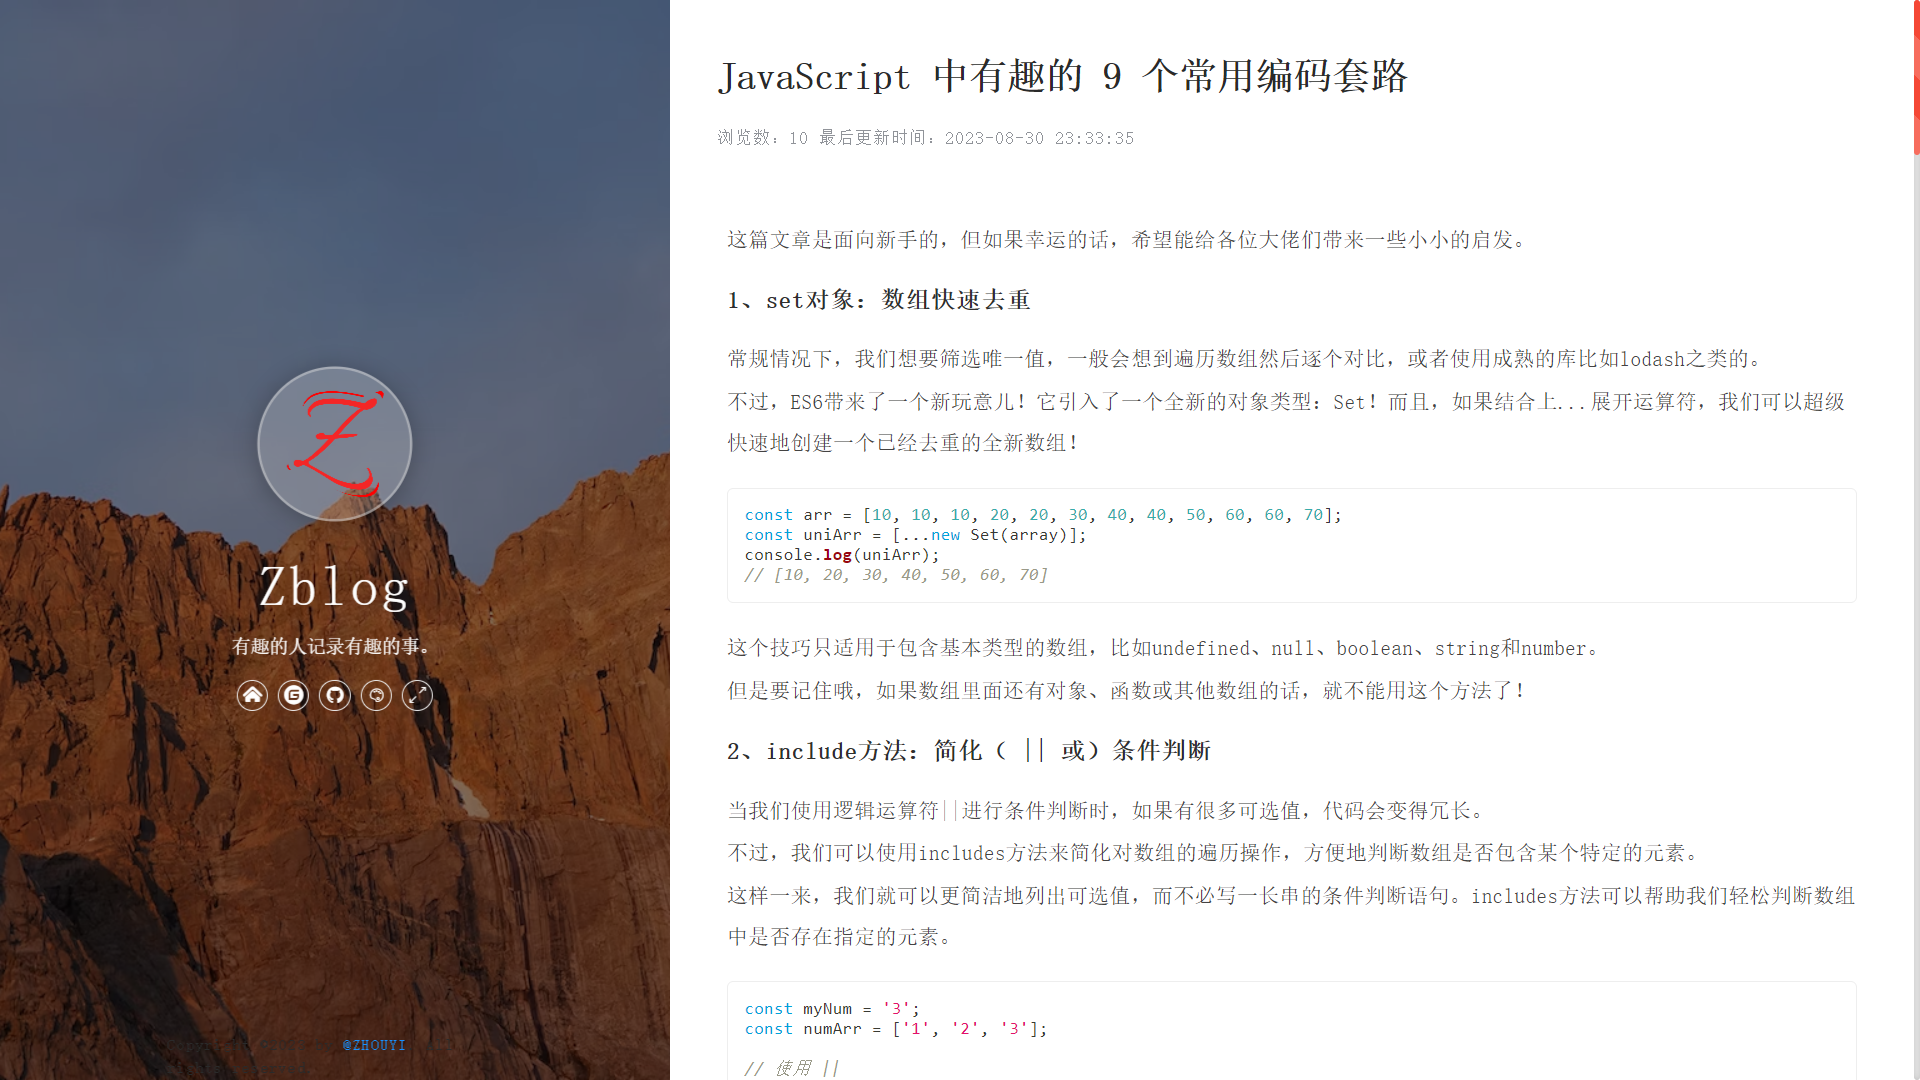 Zblog
有趣的人记录有趣的事。
@ZHOUYI
JavaScript 中有趣的 9 个常用编码套路
浏览数：10 最后更新时间：2023-08-30 23:33:35
这篇文章是面向新手的，但如果幸运的话，希望能给各位大佬们带来一些小小的启发。
1、set对象：数组快速去重
常规情况下，我们想要筛选唯一值，一般会想到遍历数组然后逐个对比，或者使用成熟的库比如lodash之类的。
不过，ES6带来了一个新玩意儿！它引入了一个全新的对象类型：Set！而且，如果结合上...展开运算符，我们可以超级
快速地创建一个已经去重的全新数组！
const arr = [10, 10, 10, 20, 20, 30, 40, 40, 50, 60, 60, 70];
const uniArr = [...new Set(array)];
console.log(uniArr);
// [10, 20, 30, 40, 50, 60, 70]
这个技巧只适用于包含基本类型的数组，比如undefined、null、boolean、string和number。
但是要记住哦，如果数组里面还有对象、函数或其他数组的话，就不能用这个方法了！
2、include方法：简化（ || 或）条件判断
当我们使用逻辑运算符||进行条件判断时，如果有很多可选值，代码会变得冗长。
不过，我们可以使用includes方法来简化对数组的遍历操作，方便地判断数组是否包含某个特定的元素。
这样一来，我们就可以更简洁地列出可选值，而不必写一长串的条件判断语句。includes方法可以帮助我们轻松判断数组
中是否存在指定的元素。
const myNum = '3';
const numArr = ['1', '2', '3'];
// 使用 ||